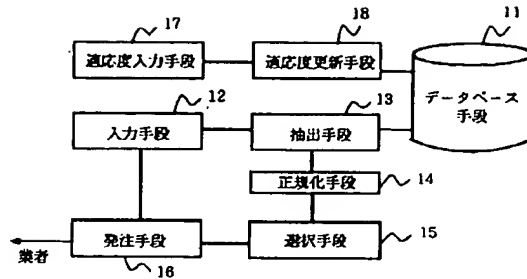 17
18
11
適応度入力手段
適応度更新手段
データベース
手段
12
13
入力手段
抽出手段
正規化手段
14
発注手段
選択手段
15
業者
16